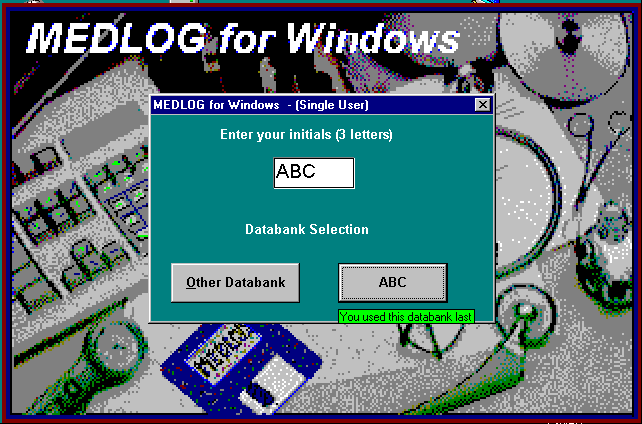 MEDLOG for Windows
MEDLOG for Windows - (Single User)
Enter your initials (3 letters)
ABC
Databank Selection
Other Databank
ABC
You used this databank last
MEDLOG